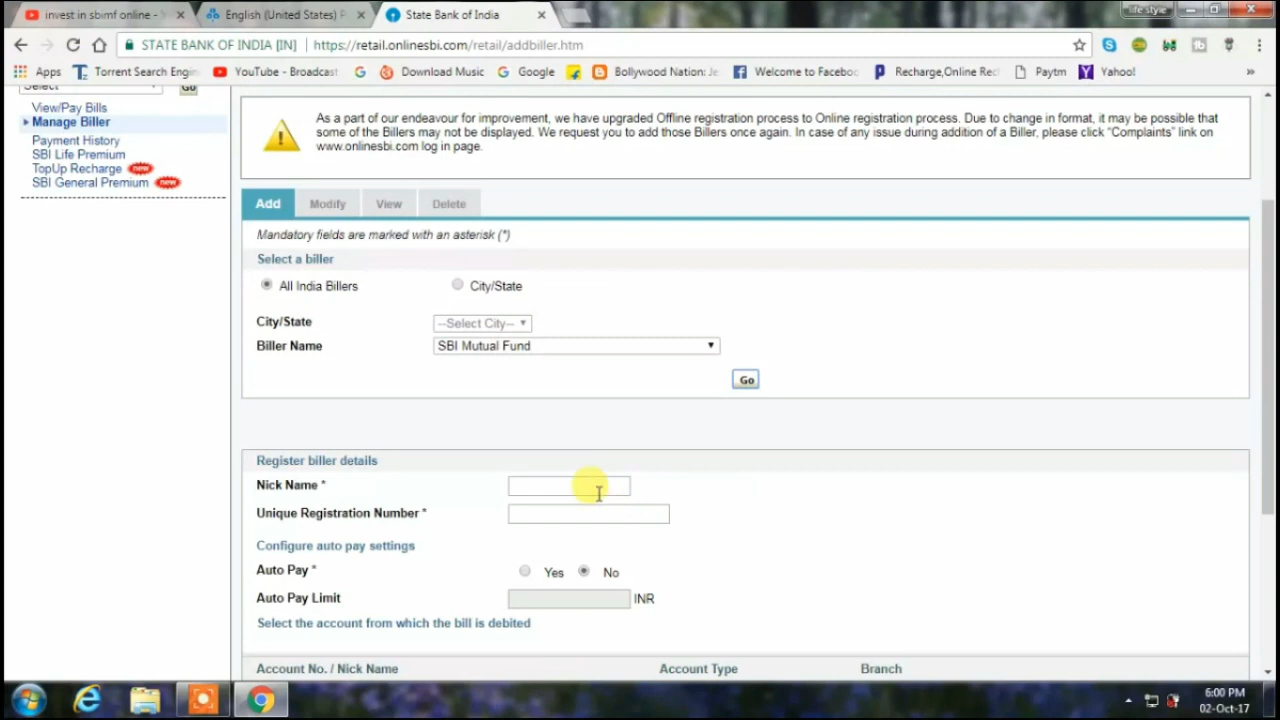 invest in sbimf online -
English (United States)
State Bank of India
life style
STATE BANK OF INDIA [IN]
https://retail.onlinesbi.com/retail/addbiller.htm
Apps
Torrent Search Engin
YouTube - Broadcast
Download Music
Google
Bollywood Nation:
Welcome to Faceboo
Recharge,Online Rec
Paytm
Yahoo!
Select
Go
View/Pay Bills
Manage Biller
Payment History
SBI Life Premium
TopUp Recharge new
SBI General Premium new
As a part of our endeavour for improvement, we have upgraded Offline registration process to Online registration process. Due to change in format, it may be possible that
some of the Billers may not be displayed. We request you to add those Billers once again. In case of any issue during addition of a Biller, please click "Complaints" link on
www.onlinesbi.com log in page.
Add
Modify
View
Delete
Mandatory fields are marked with an asterisk (*)
Select a biller
All India Billers
City/State
City/State
--Select City--
Biller Name
SBI Mutual Fund
Go
Register biller details
Nick Name *
Unique Registration Number *
Configure auto pay settings
Auto Pay *
Yes
No
Auto Pay Limit
INR
Select the account from which the bill is debited
Account No. / Nick Name
Account Type
Branch
6:00 PM
02-Oct-17